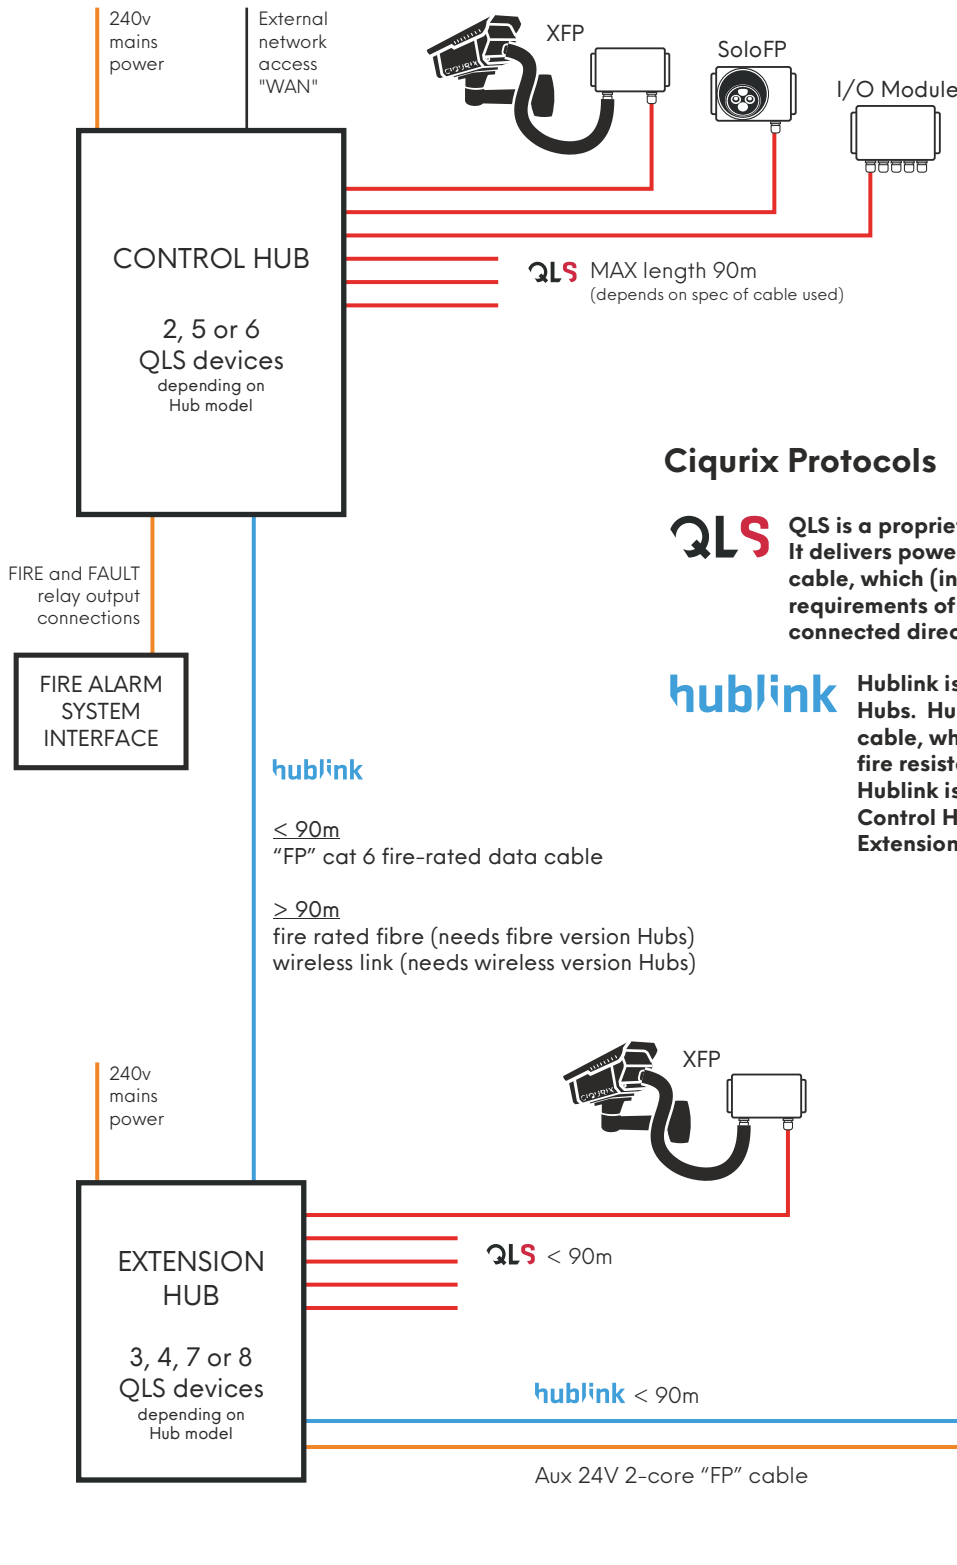 240v
mains
power
External
network
access
"WAN"
XFP
CIQURIX
SoloFP
I/O Module
CONTROL HUB
2, 5 or 6
QLS devices
depending on
Hub model
QLS MAX length 90m
(depends on spec of cable used)
Ciqurix Protocols
QLS QLS is a propriet
It delivers powe
cable, which (in
requirements of
connected direc
FIRE and FAULT
relay output
connections
FIRE ALARM
SYSTEM
INTERFACE
hublink Hublink is
Hubs. Hu
cable, wh
fire resist
Hublink is
Control H
Extension
hublink
< 90m
“FP” cat 6 fire-rated data cable
> 90m
fire rated fibre (needs fibre version Hubs)
wireless link (needs wireless version Hubs)
240v
mains
power
XFP
CIQURIX
EXTENSION
HUB
3, 4, 7 or 8
QLS devices
depending on
Hub model
QLS < 90m
hublink < 90m
Aux 24V 2-core “FP” cable